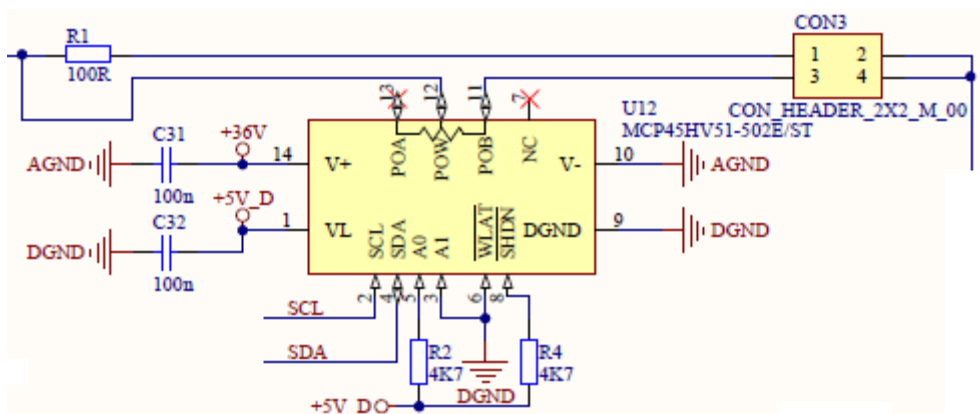 R1
100R
CON3
1 2
3 4
CON_HEADER_2X2_M_00
13 12 11 7
U12
MCP45HV51-502E/ST
C31
+36V
AGND
100n
14 V+
POA POW POB NC
V- 10
AGND
+5V_D
C32
DGND
100n
1 VL
SCL SDA A0 A1 WLAT SHDN
DGND 9
DGND
2 4 5 3 6 8
SCL
SDA
R2
4K7
DGND
R4
4K7
+5V_D